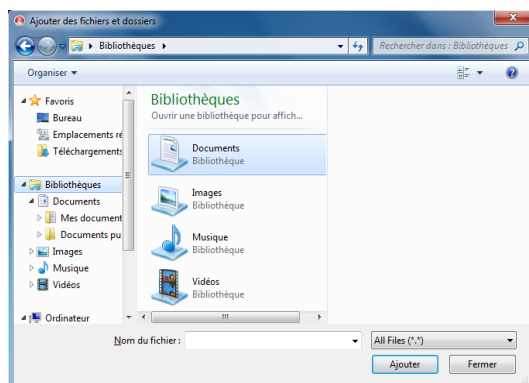 Ajouter des fichiers et dossiers
Bibliothèques
Rechercher dans : Bibliothèques
Organiser
Favoris
Bureau
Emplacements ré
Téléchargements
Bibliothèques
Documents
Mes document
Documents pu
Images
Musique
Vidéos
Ordinateur
Bibliothèques
Ouvrir une bibliothèque pour affich...
Documents
Bibliothèque
Images
Bibliothèque
Musique
Bibliothèque
Vidéos
Bibliothèque
Nom du fichier :
All Files (*.*)
Ajouter
Fermer